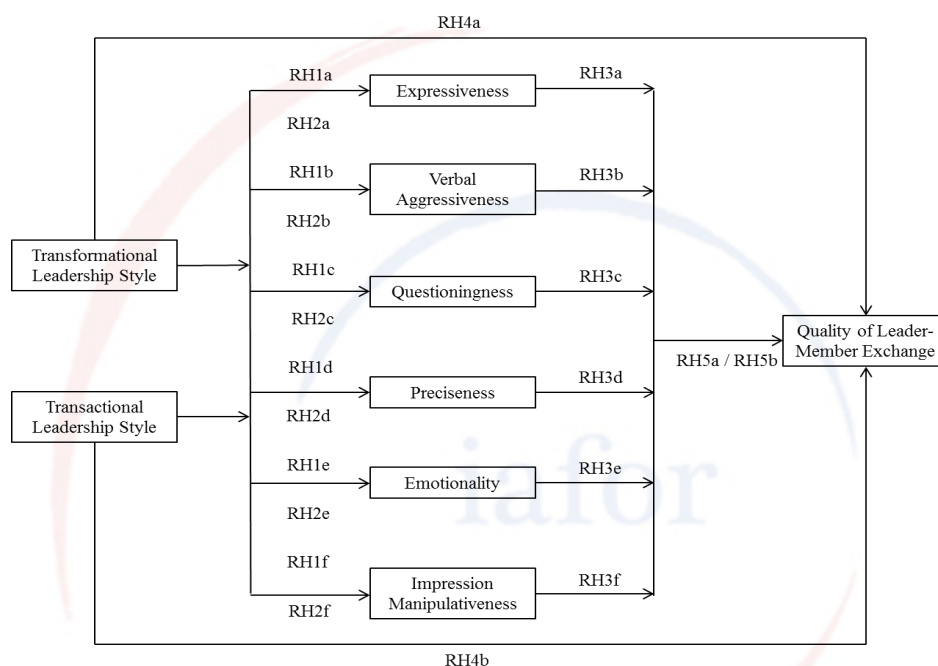 RH4a
RH1a
RH3a
Expressiveness
RH2a
RH1b
RH3b
Verbal
Aggressiveness
RH2b
Transformational
Leadership Style
RH1c
RH3c
Questioningness
RH2c
Quality of Leader-
Member Exchange
RH5a / RH5b
RH1d
RH3d
Preciseness
Transactional
Leadership Style
RH2d
RH1e
RH3e
Emotionality
iafor
RH2e
RH1f
RH3f
Impression
Manipulativeness
RH2f
RH4b